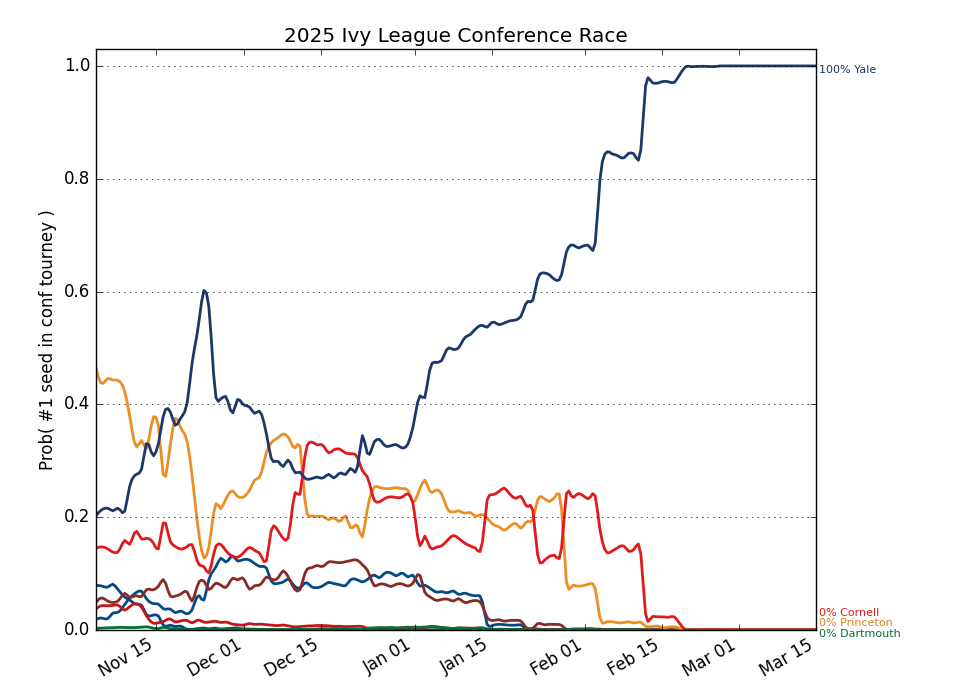 2025 Ivy League Conference Race
Prob( #1 seed in conf tourney )
1.0
0.8
0.6
0.4
0.2
0.0
100% Yale
0% Cornell
0% Princeton
0% Dartmouth
Nov 15
Dec 01
Dec 15
Jan 01
Jan 15
Feb 01
Feb 15
Mar 01
Mar 15